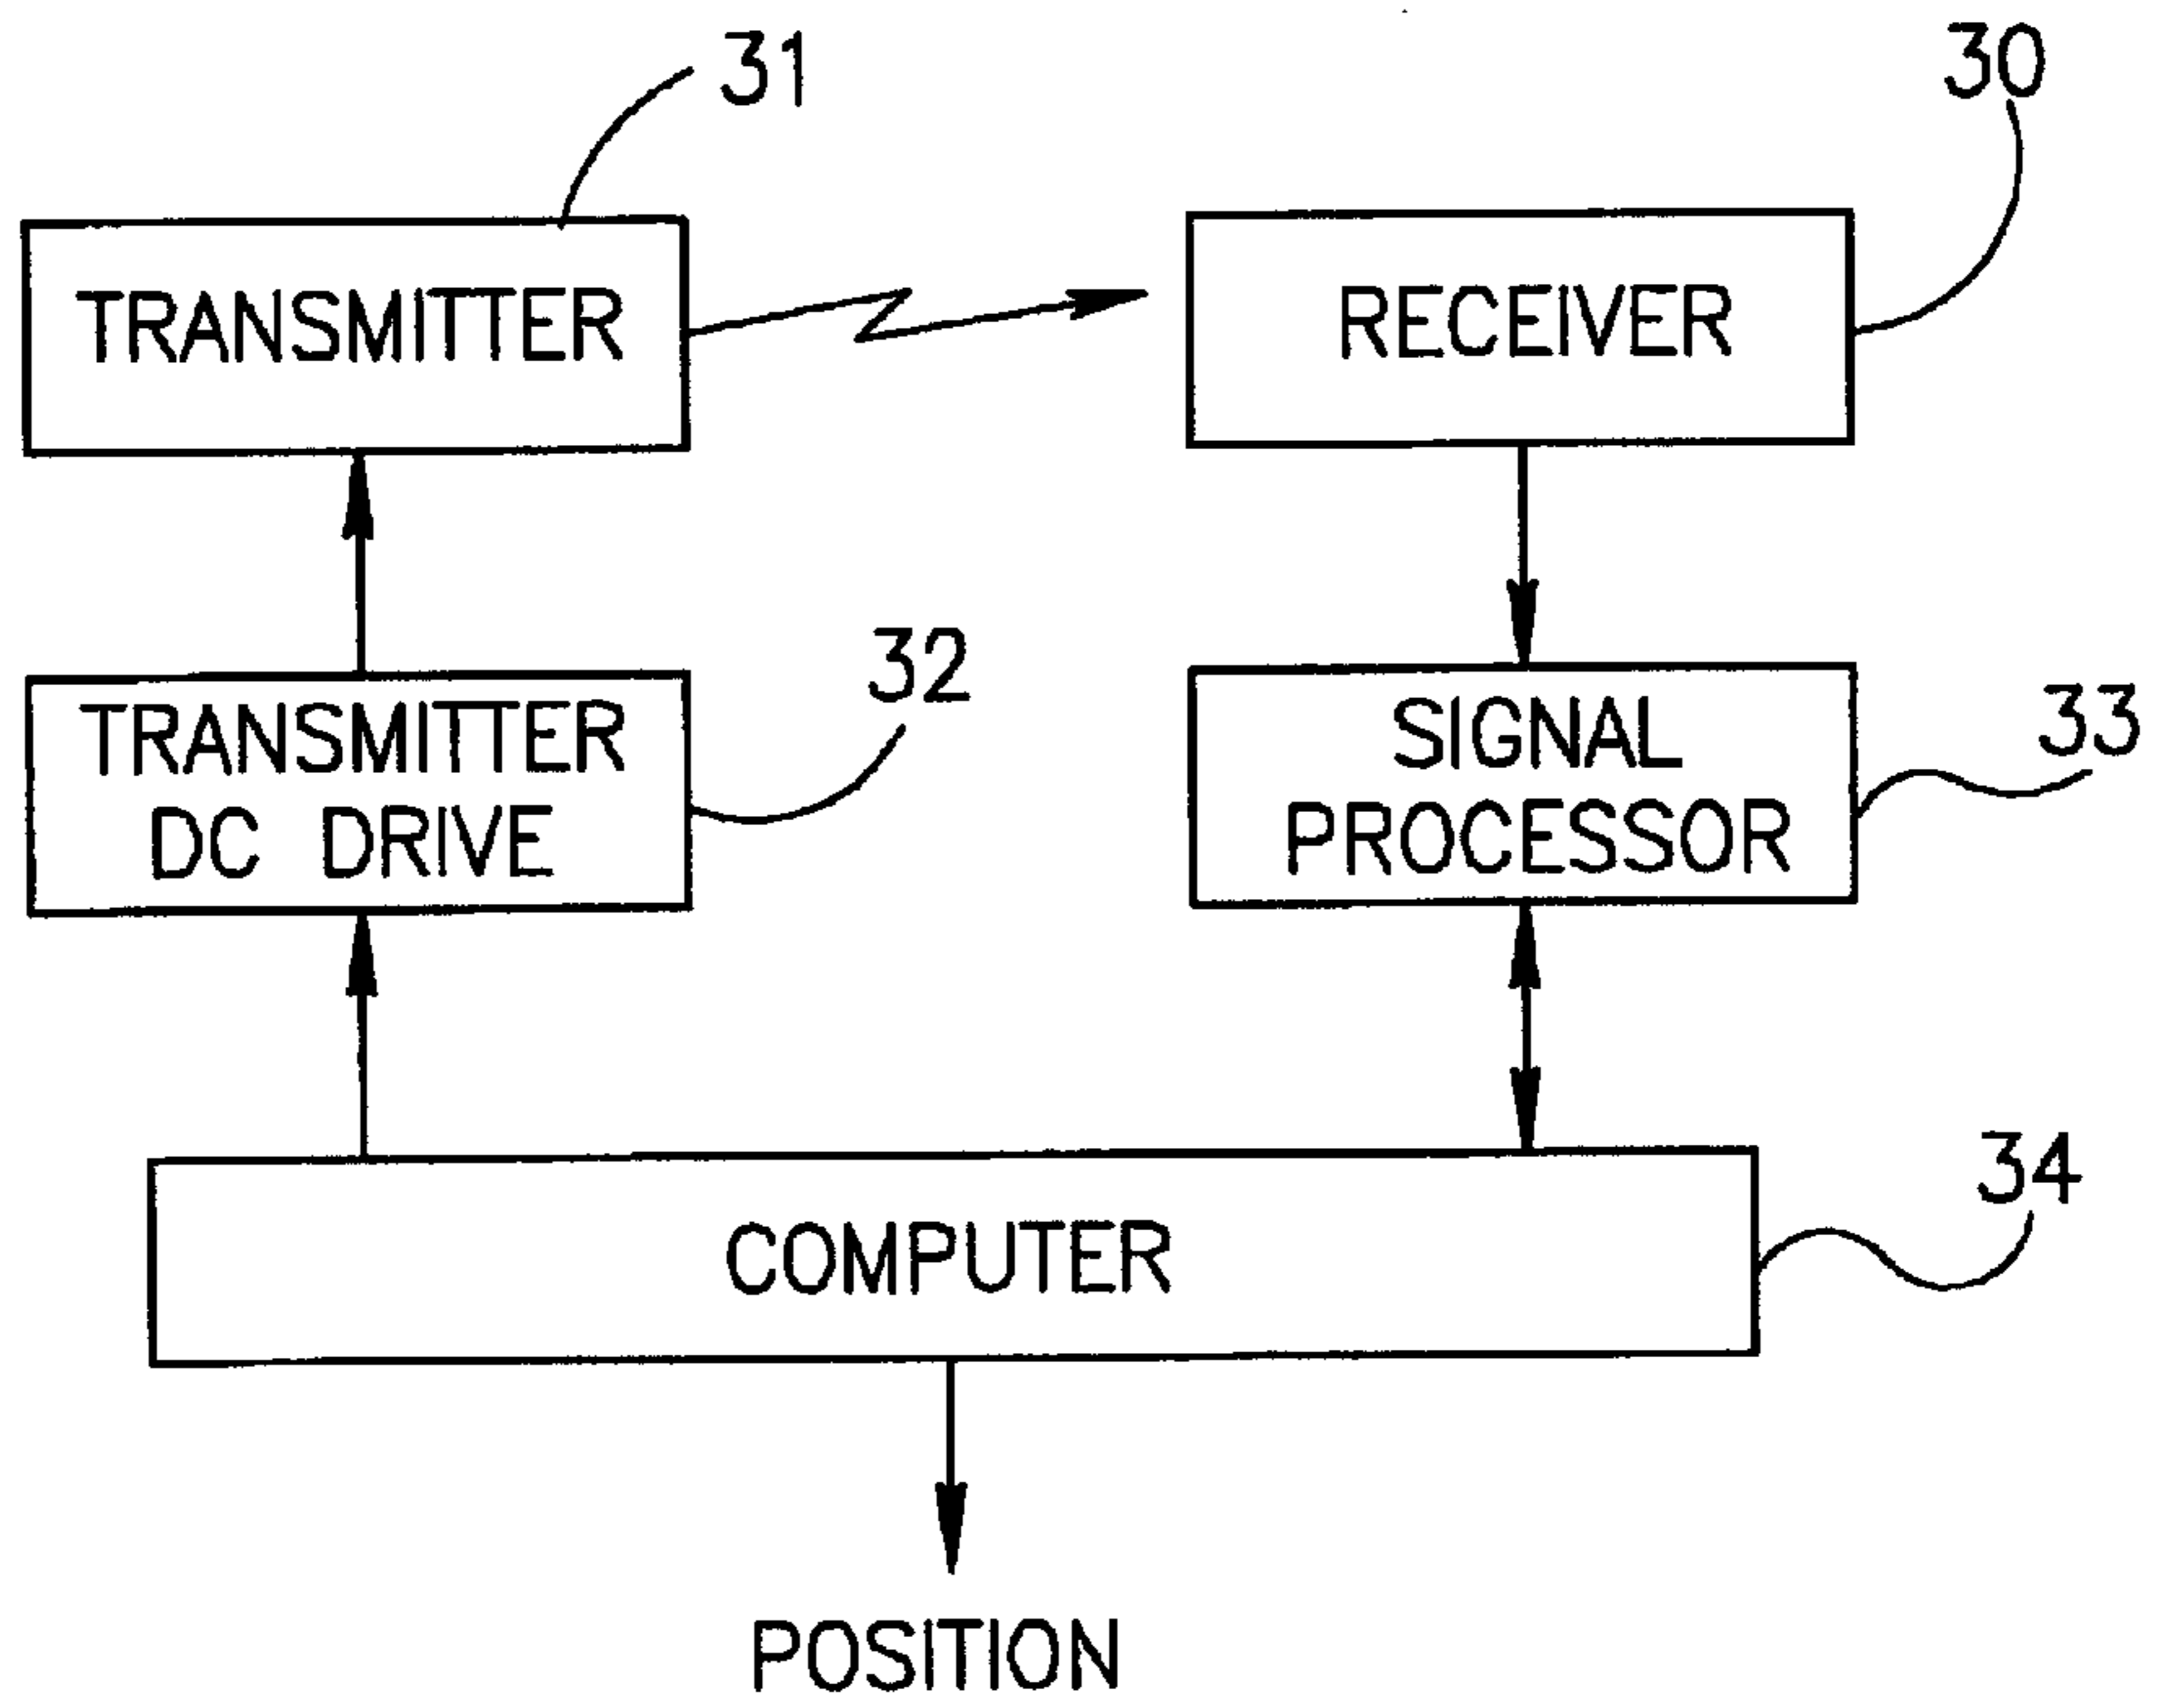 31
30
TRANSMITTER
RECEIVER
32
TRANSMITTER
DC DRIVE
SIGNAL
PROCESSOR
33
34
COMPUTER
POSITION